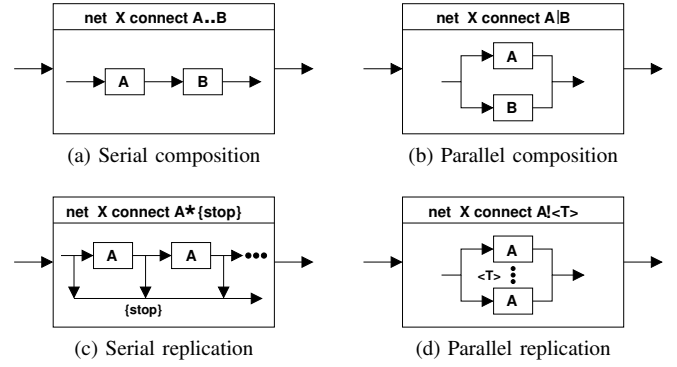 net X connect A..B
A
B
(a) Serial composition
net X connect A|B
A
B
(b) Parallel composition
net X connect A*{stop}
A
A
{stop}
(c) Serial replication
net X connect A!<T>
A
<T>
A
(d) Parallel replication